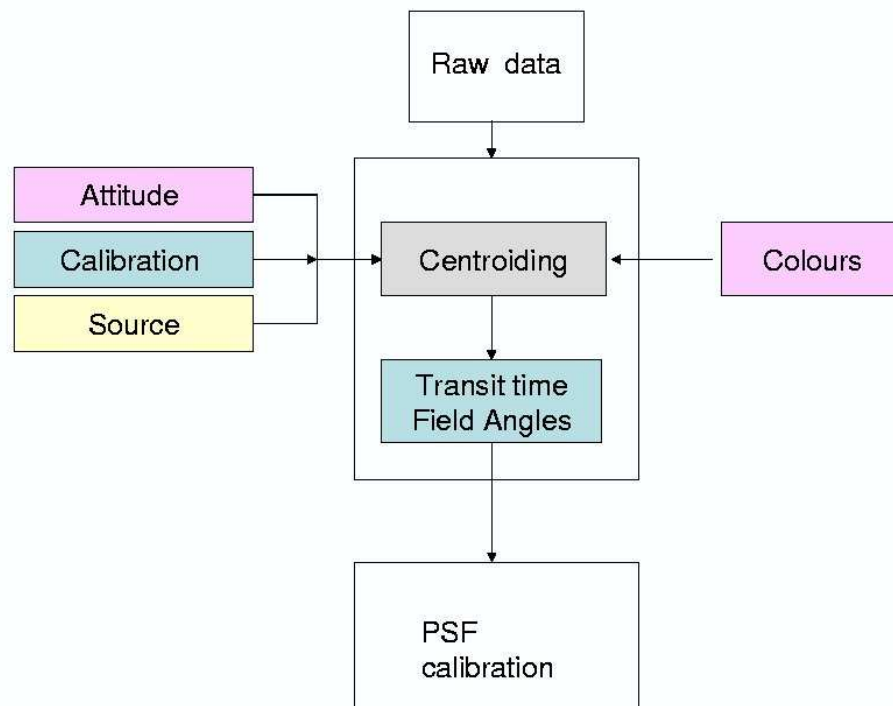 Raw data
Attitude
Calibration
Source
Centroiding
Colours
Transit time
Field Angles
PSF
calibration